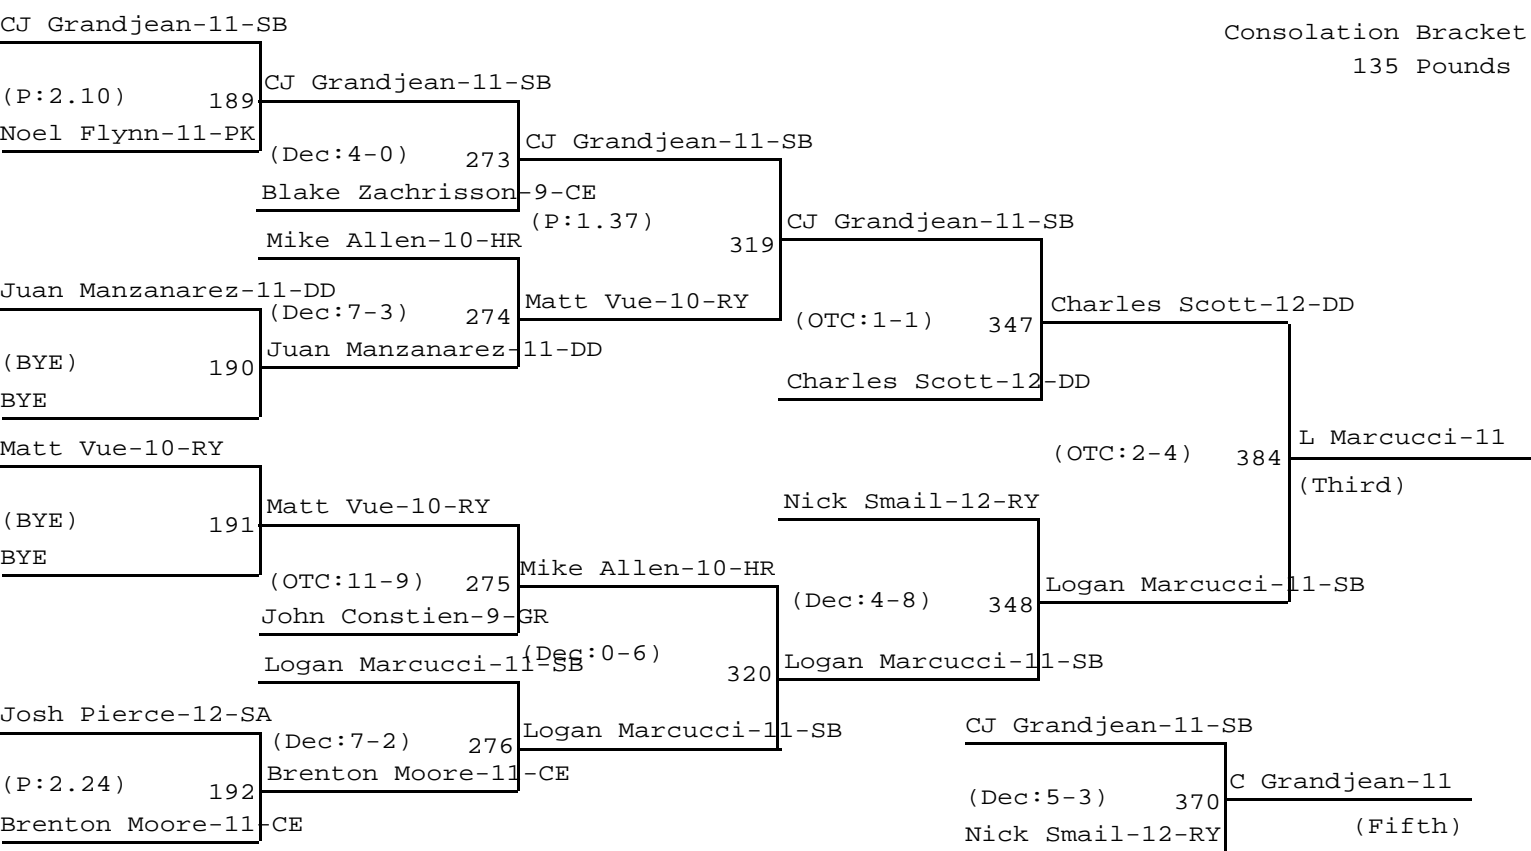 CJ Grandjean-11-SB
Consolation Bracket
135 Pounds
(P:2.10)
189
Noel Flynn-11-PK
CJ Grandjean-11-SB
(Dec:4-0)
273
Blake Zachrisson-9-CE
CJ Grandjean-11-SB
(P:1.37)
319
Mike Allen-10-HR
Juan Manzanarez-11-DD
(Dec:7-3)
274
Matt Vue-10-RY
Juan Manzanarez-11-DD
(BYE)
190
BYE
CJ Grandjean-11-SB
(OTC:1-1)
347
Charles Scott-12-DD
Charles Scott-12-DD
(OTC:2-4)
384
L Marcucci-11
(Third)
Matt Vue-10-RY
(BYE)
191
BYE
Matt Vue-10-RY
(OTC:11-9)
275
John Constien-9-GR
Mike Allen-10-HR
(Dec:0-6)
320
Logan Marcucci-11-SB
Nick Smail-12-RY
(Dec:4-8)
348
Logan Marcucci-11-SB
Logan Marcucci-11-SB
Josh Pierce-12-SA
(Dec:7-2)
276
Logan Marcucci-11-SB
Brenton Moore-11-CE
(P:2.24)
192
Brenton Moore-11-CE
CJ Grandjean-11-SB
(Dec:5-3)
370
Nick Smail-12-RY
C Grandjean-11
(Fifth)